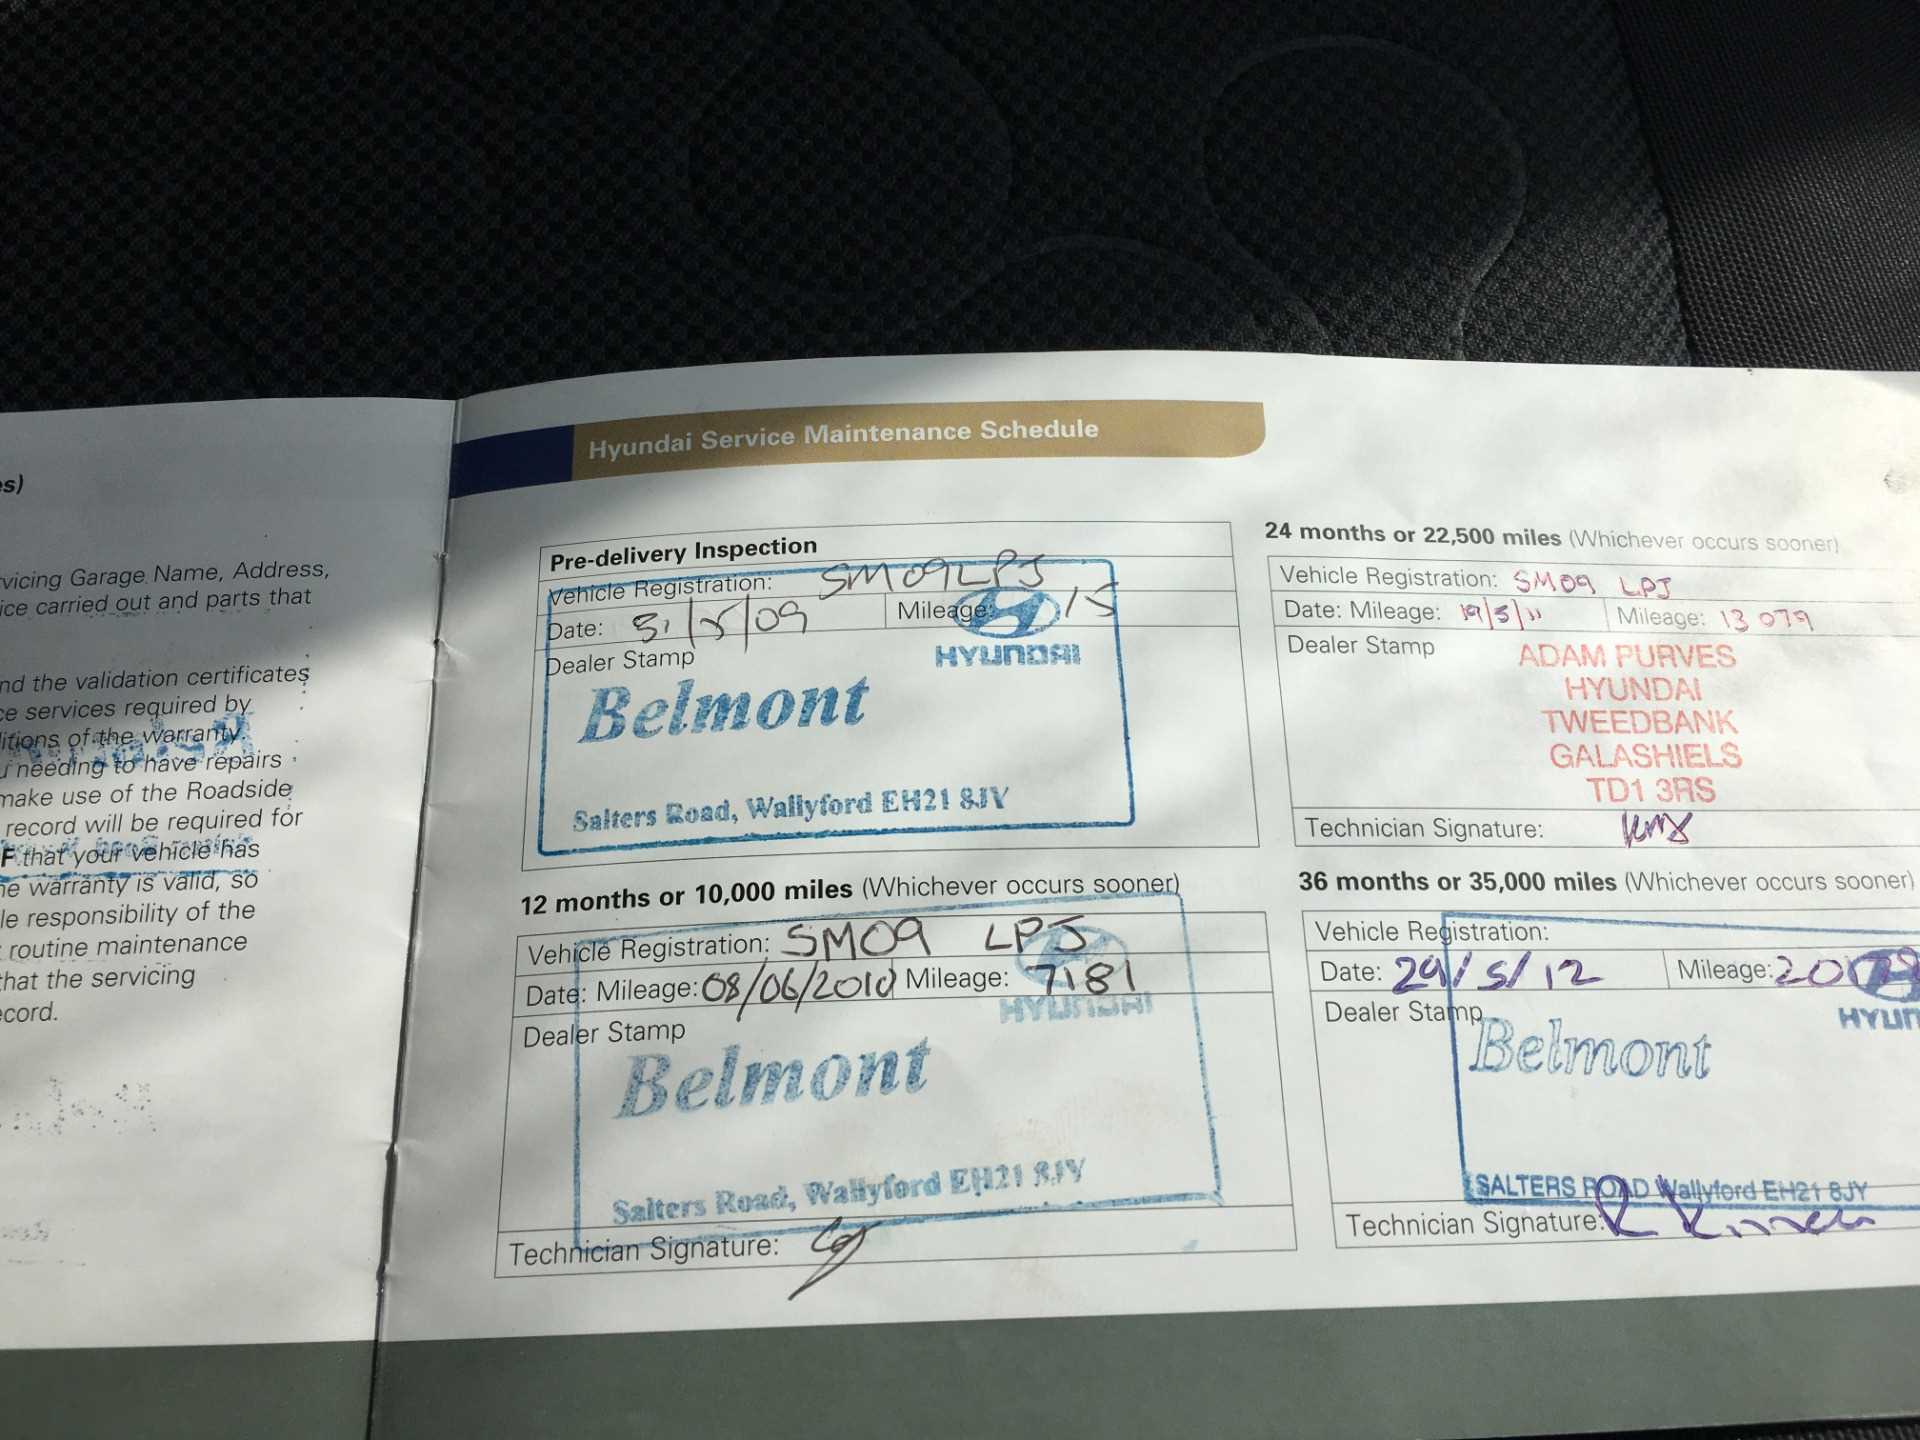 es)
rvicing Garage Name, Address,
ice carried out and parts that
nd the validation certificates
ce services required by
ditions of the warranty.
u needing to have repairs
make use of the Roadside
record will be required for
F that your vehicle has
he warranty is valid, so
le responsibility of the
routine maintenance
that the servicing
ecord.
Hyundai Service Maintenance Schedule
Pre-delivery Inspection
Vehicle Registration: SM09LPJ
Date: 31/5/09 Mileage: 15
Dealer Stamp
HYUNDAI
Belmont
Salters Road, Wallyford EH21 8JY
12 months or 10,000 miles (Whichever occurs sooner)
Vehicle Registration: SM09 LPJ
Date: Mileage: 08/06/2010 Mileage: 7181
Dealer Stamp
HYUNDAI
Belmont
Salters Road, Wallyford EH21 8JY
Technician Signature:
24 months or 22,500 miles (Whichever occurs sooner)
Vehicle Registration: SM09 LPJ
Date: Mileage: 19/5/11 Mileage: 13079
Dealer Stamp
ADAM PURVES
HYUNDAI
TWEEDBANK
GALASHIELS
TD1 3RS
Technician Signature:
36 months or 35,000 miles (Whichever occurs sooner)
Vehicle Registration:
Date: 29/5/12 Mileage:
Dealer Stamp
HYUN
Belmont
SALTERS ROAD Wallyford EH21 8JY
Technician Signature: